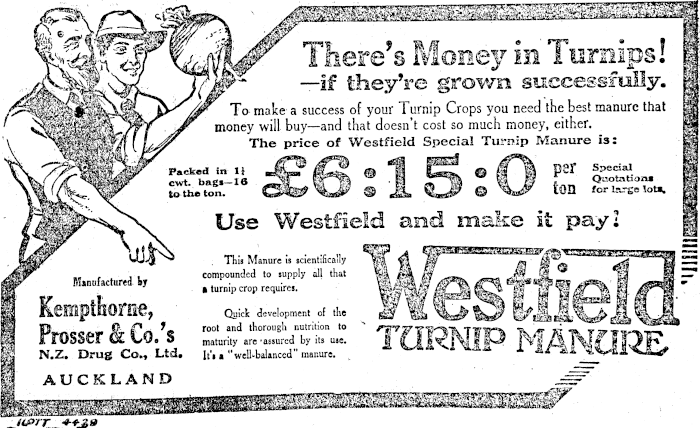 There's Money in Turnips!
—if they're grown successfully.
To make a success of your Turnip Crops you need the best manure that
money will buy—and that doesn't cost so much money, either.
The price of Westfield Special Turnip Manure is:
Packed in 1¼
cwt. bags—16
to the ton.
£6:15:0
per
ton
Special
Quotations
for large lots.
Use Westfield and make it pay!
Manufactured by
Kempthorne,
Prosser & Co.'s
N.Z. Drug Co., Ltd.
AUCKLAND
This Manure is scientifically
compounded to supply all that
a turnip crop requires.
Quick development of the
root and thorough nutrition to
maturity are assured by its use.
It's a "well-balanced" manure.
Westfield
TURNIP MANURE